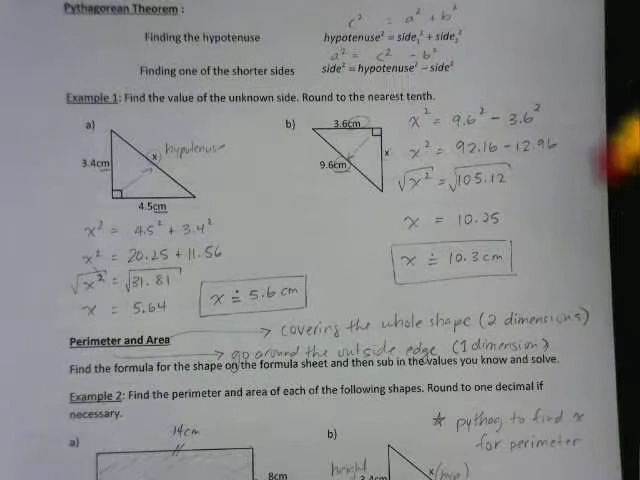 Pythagorean Theorem :
c² = a² + b²
Finding the hypotenuse
hypotenuse² = side₁² + side₂²
a² = c² - b²
Finding one of the shorter sides
side² = hypotenuse² – side²
Example 1: Find the value of the unknown side. Round to the nearest tenth.
a)
3.4cm
x
hypotenuse
4.5cm
x² = 4.5² + 3.4²
x² = 20.25 + 11.56
√x² = √31.81
x = 5.64
x ≐ 5.6 cm
b)
3.6cm
9.6cm
x
x² = 9.6² - 3.6²
x² = 92.16 - 12.96
√x² = √105.12
x = 10.25
x ≐ 10.3 cm
Perimeter and Area
covering the whole shape (2 dimensions)
go around the outside edge (1 dimension)
Find the formula for the shape on the formula sheet and then sub in the values you know and solve.
Example 2: Find the perimeter and area of each of the following shapes. Round to one decimal if
necessary.
* pythag to find x
for perimeter
a)
14cm
8cm
b)
height
x (hyp)